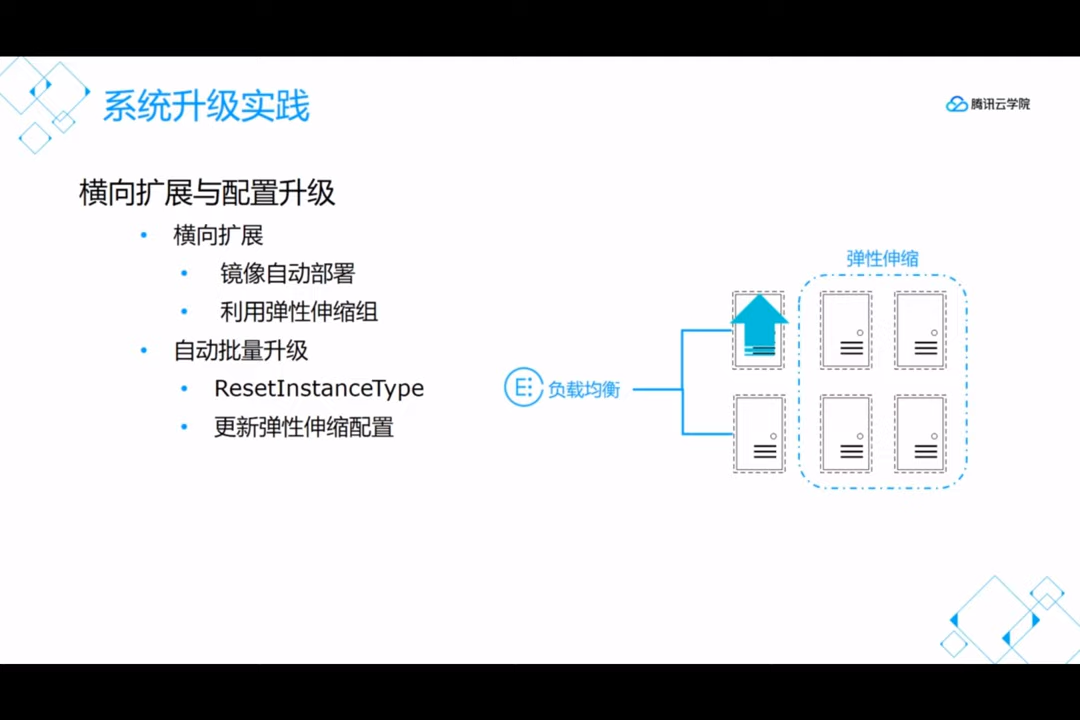 系统升级实践
腾讯云学院
横向扩展与配置升级
• 横向扩展
• 镜像自动部署
• 利用弹性伸缩组
• 自动批量升级
• ResetInstanceType
• 更新弹性伸缩配置
弹性伸缩
E: 负载均衡